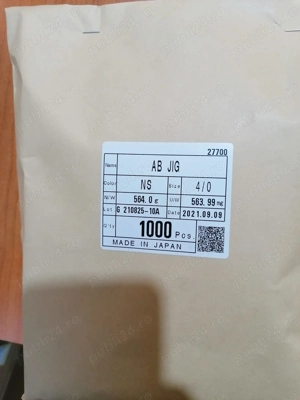 27700
Name AB JIG
Color NS Size 4/0
N/W 564.0 g U/W 563.99 mg
Lot. G 210825-10A Date 2021.09.09
Q'ty 1000 Pcs.
MADE IN JAPAN